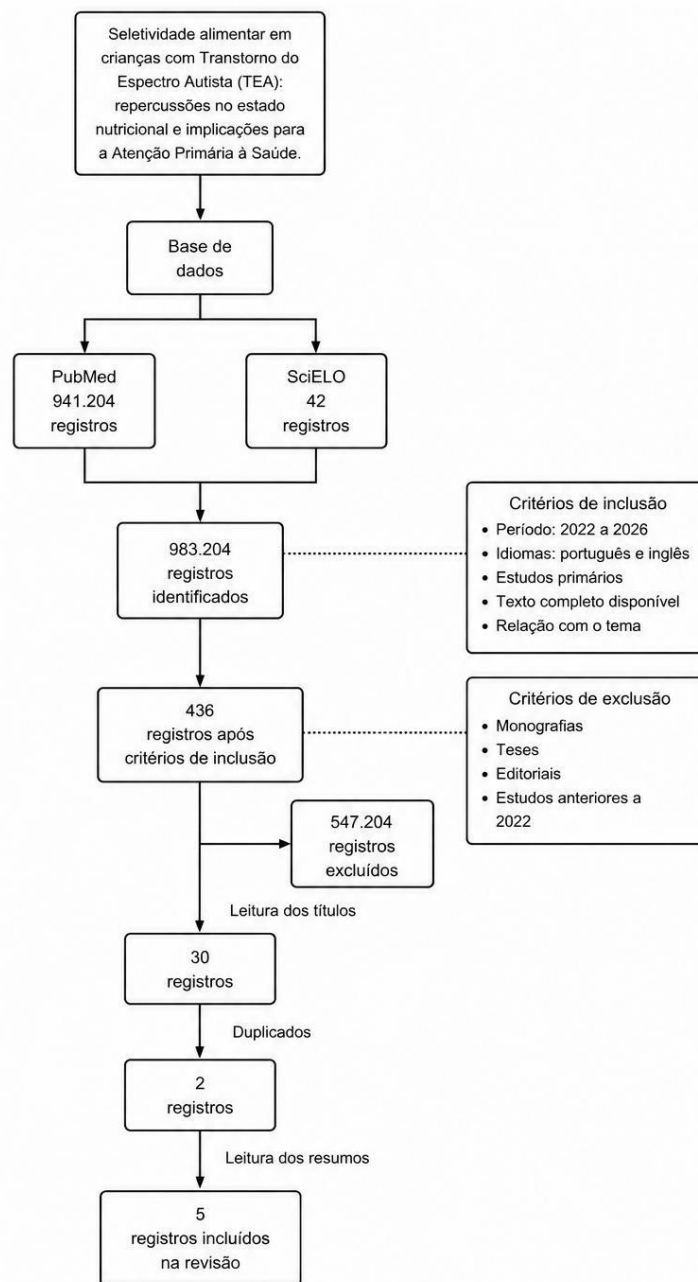 Seletividade alimentar em
crianças com Transtorno do
Espectro Autista (TEA):
repercussões no estado
nutricional e implicações para
a Atenção Primária à Saúde.
Base de
dados
PubMed
941.204
registros
SciELO
42
registros
983.204
registros
identificados
Critérios de inclusão
• Período: 2022 a 2026
• Idiomas: português e inglês
• Estudos primários
• Texto completo disponível
• Relação com o tema
436
registros após
critérios de inclusão
Critérios de exclusão
• Monografias
• Teses
• Editoriais
• Estudos anteriores a
2022
547.204
registros
excluídos
Leitura dos títulos
30
registros
Duplicados
2
registros
Leitura dos resumos
5
registros incluídos
na revisão